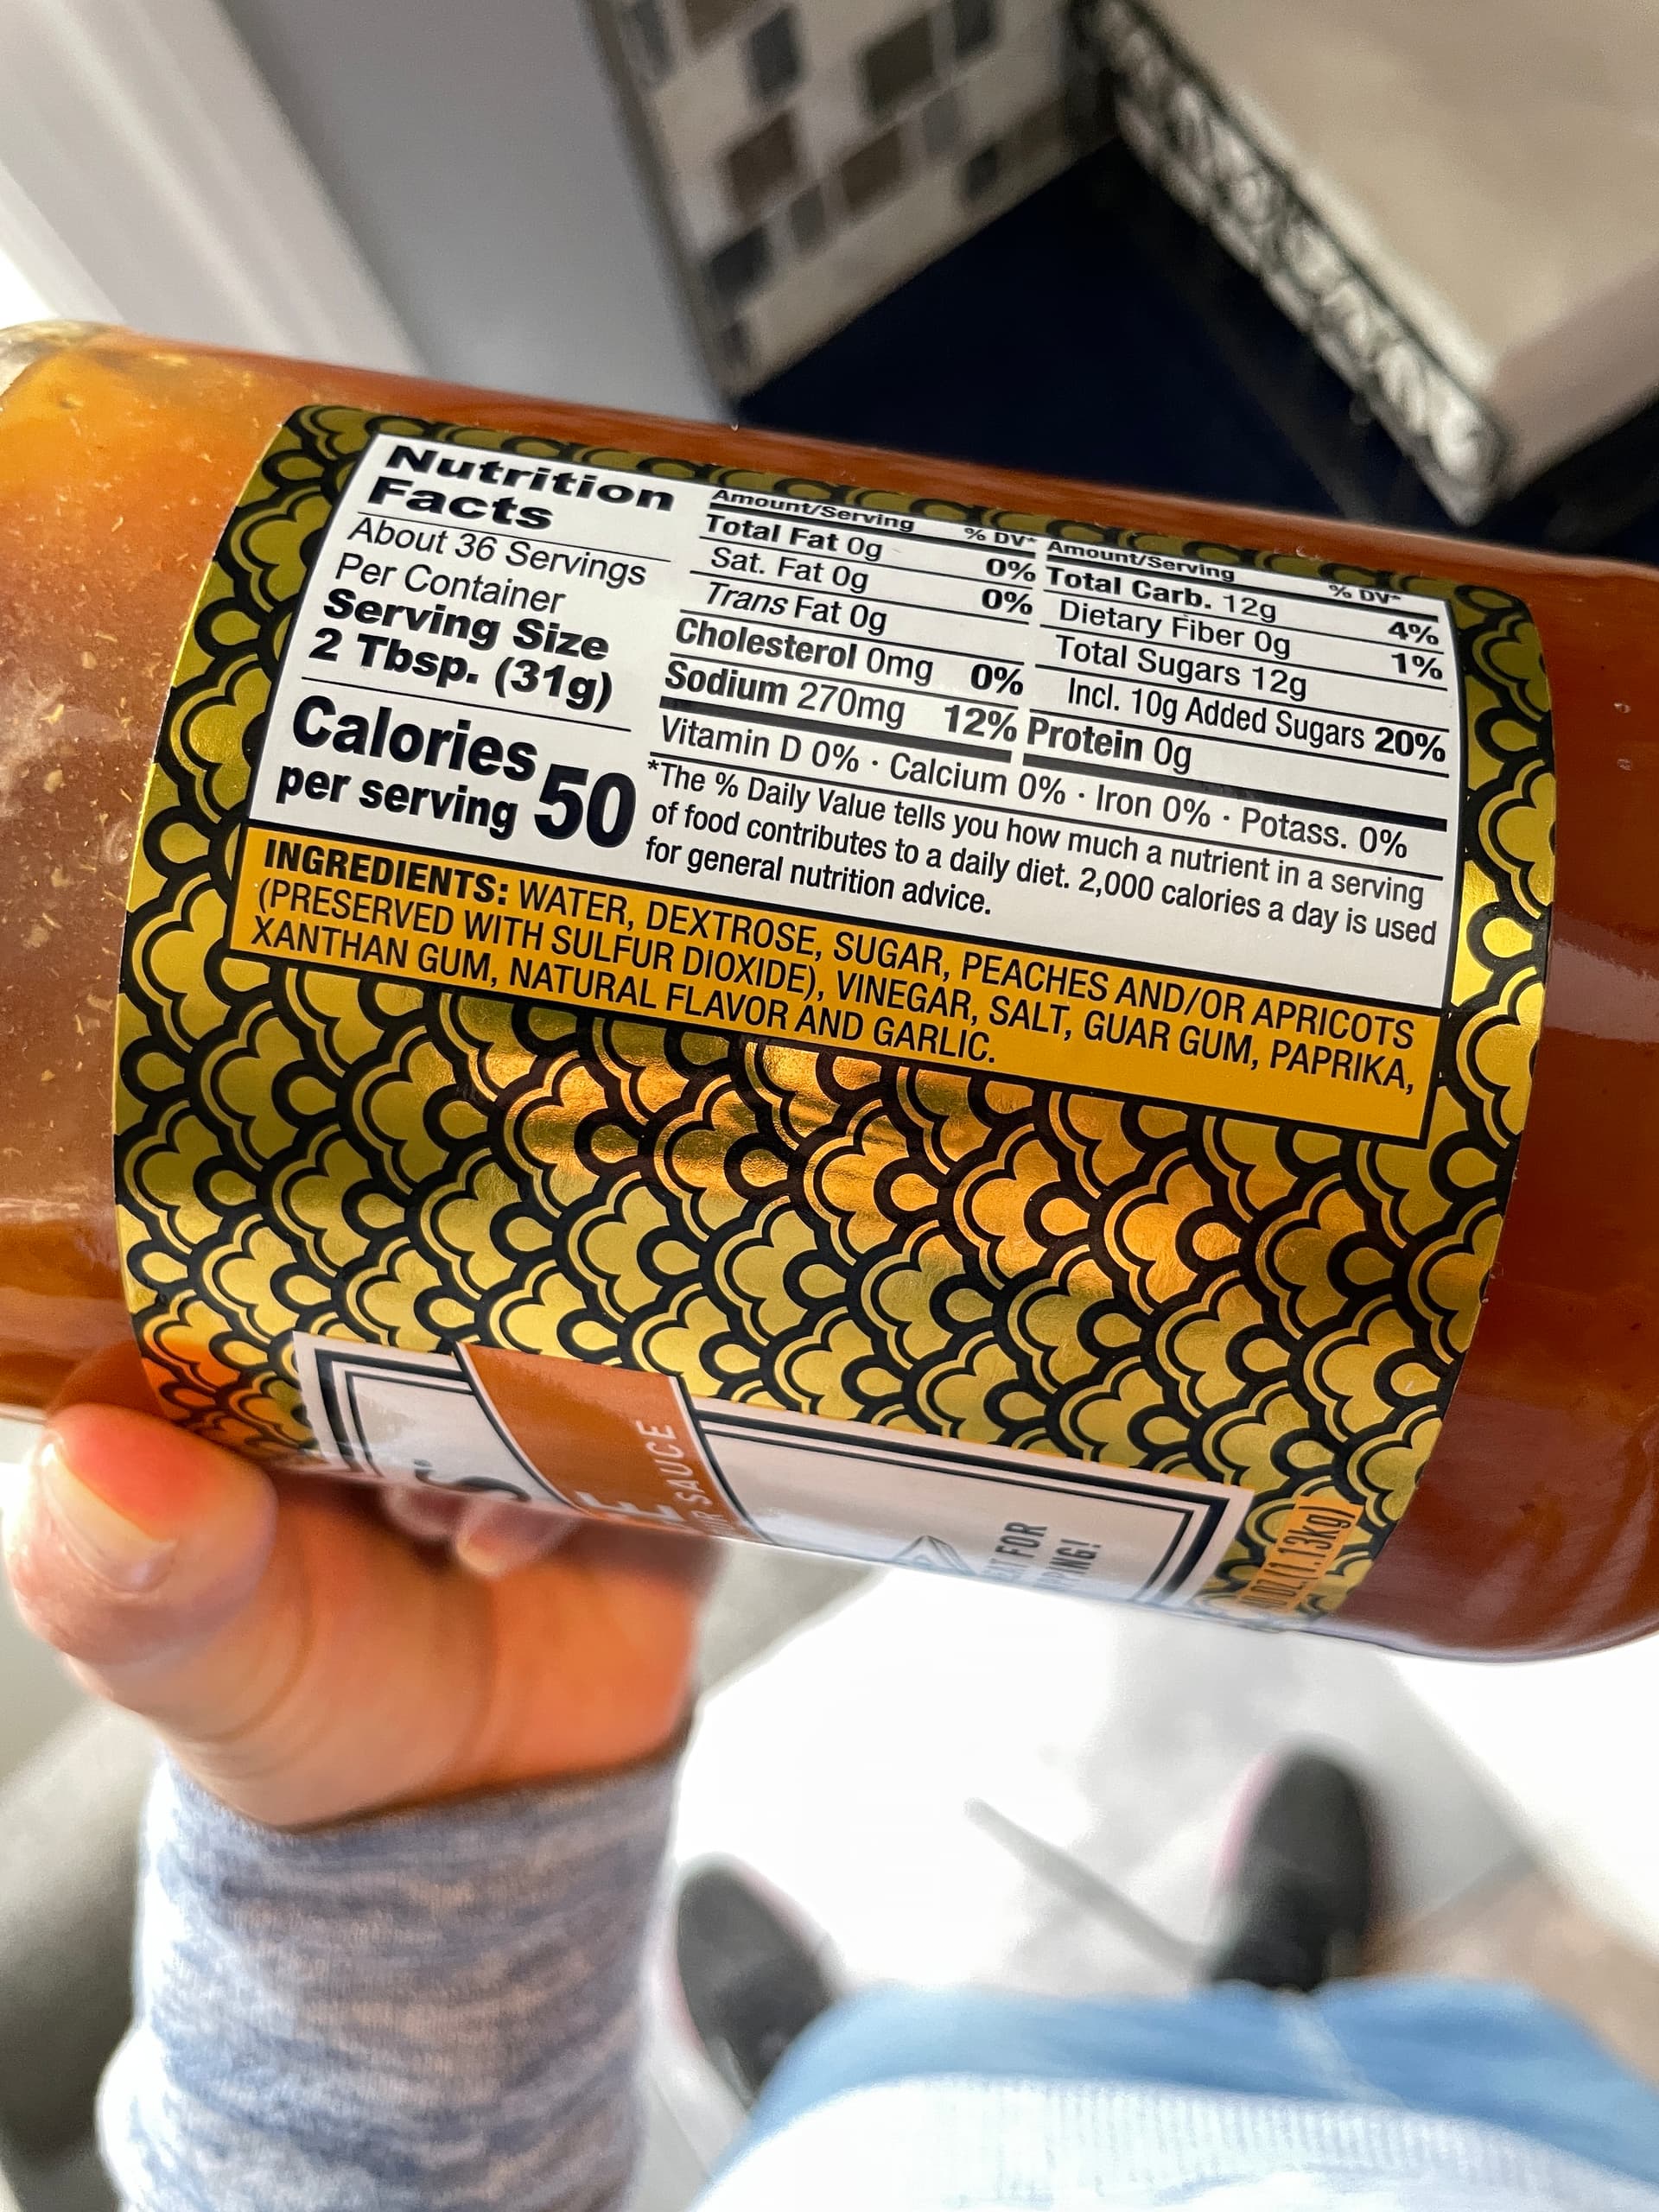 Nutrition
Facts
About 36 Servings
Per Container
Serving Size
2 Tbsp. (31g)
Calories
per serving 50
Amount/Serving % DV*
Total Fat 0g 0%
Sat. Fat 0g 0%
Trans Fat 0g
Cholesterol 0mg 0%
Sodium 270mg 12%
Amount/Serving % DV*
Total Carb. 12g 4%
Dietary Fiber 0g 1%
Total Sugars 12g
Incl. 10g Added Sugars 20%
Protein 0g
Vitamin D 0% · Calcium 0% · Iron 0% · Potass. 0%
*The % Daily Value tells you how much a nutrient in a serving
of food contributes to a daily diet. 2,000 calories a day is used
for general nutrition advice.
INGREDIENTS: WATER, DEXTROSE, SUGAR, PEACHES AND/OR APRICOTS
(PRESERVED WITH SULFUR DIOXIDE), VINEGAR, SALT, GUAR GUM, PAPRIKA,
XANTHAN GUM, NATURAL FLAVOR AND GARLIC.
SAUCE
FOR
OZ (1.13kg)